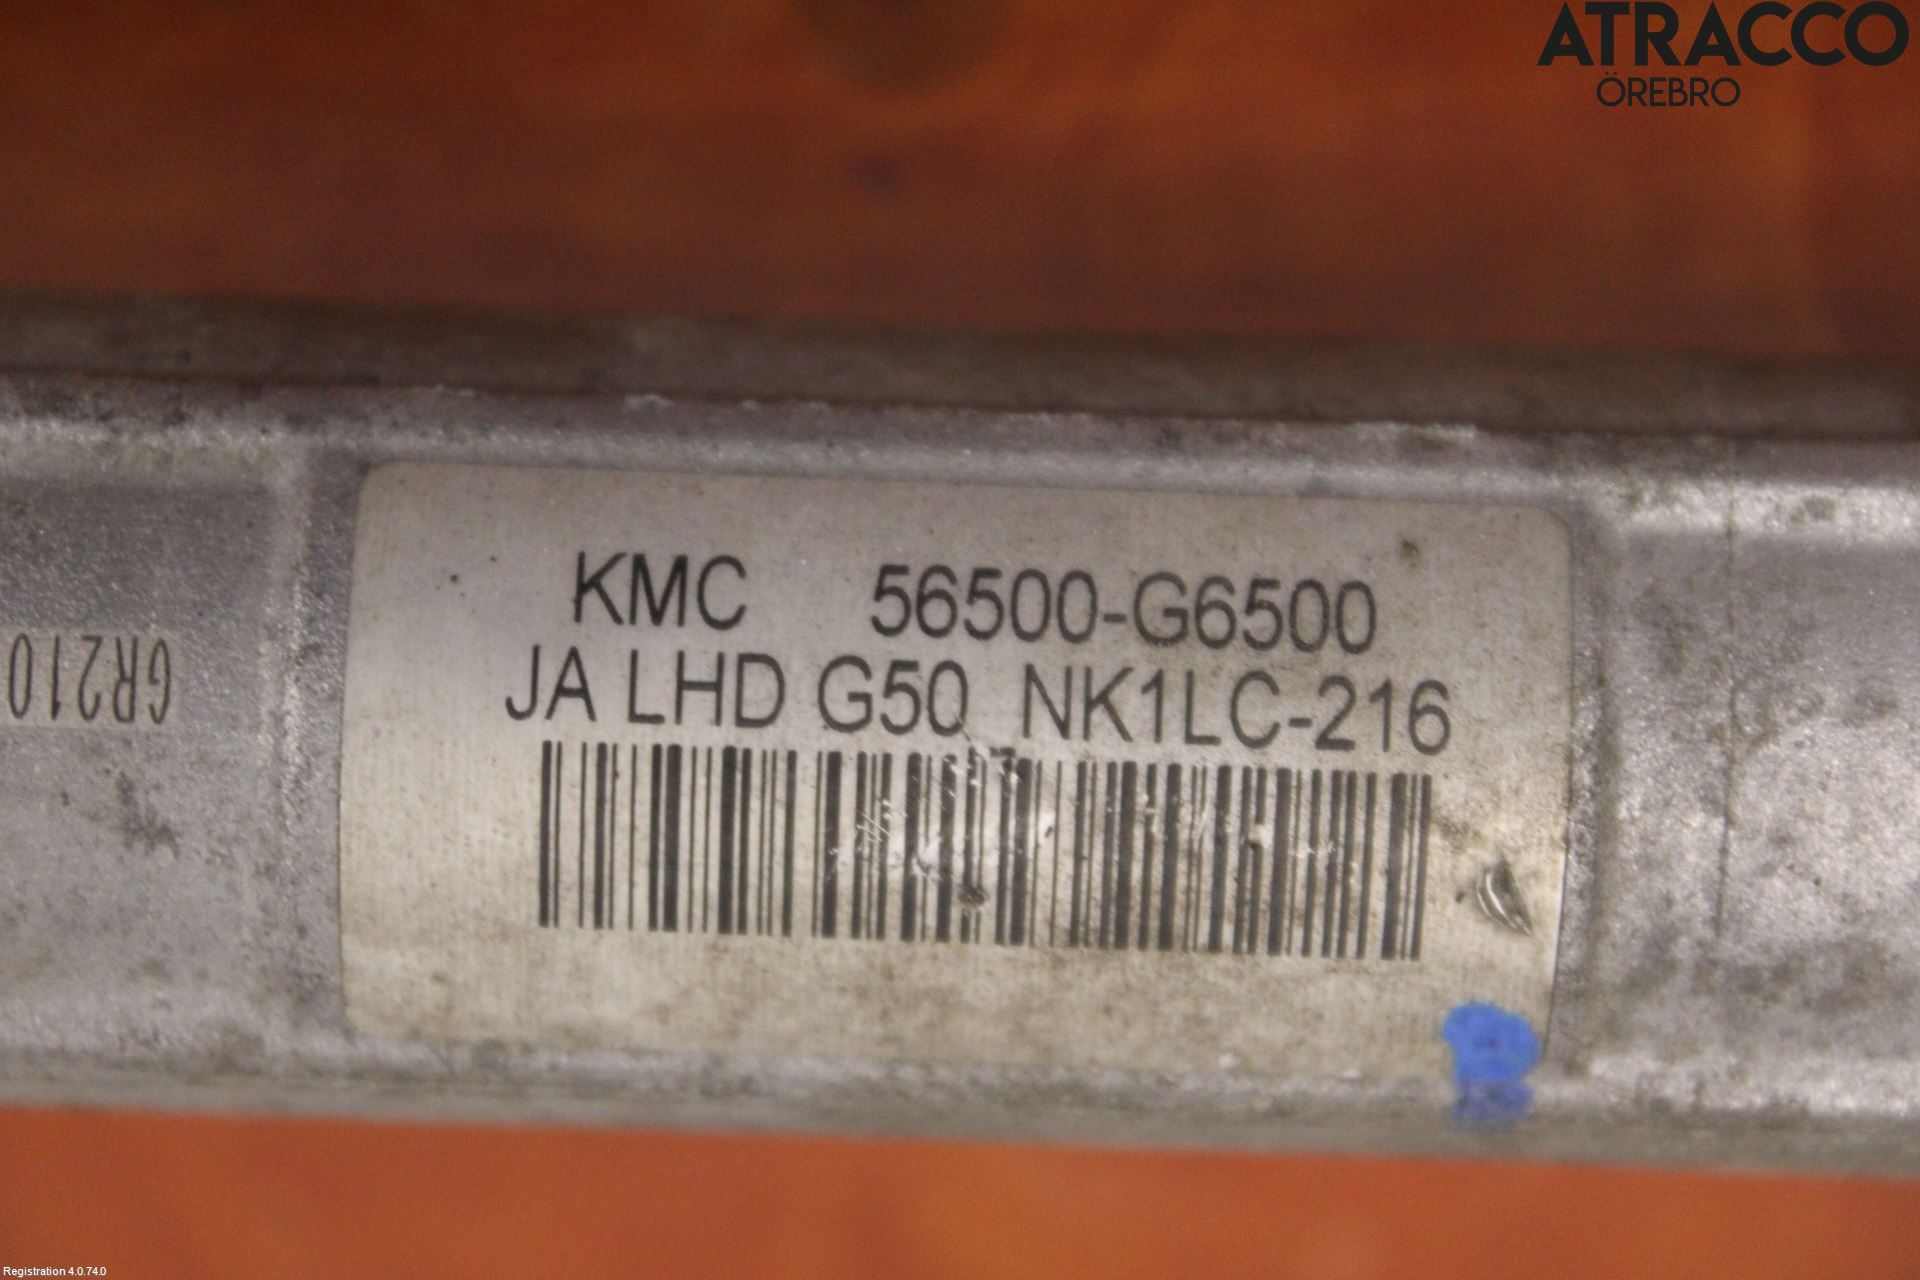 ATRACCO
ÖREBRO
KMC 56500-G6500
JA LHD G50 NK1LC-216
GR210
Registration 4.0.74.0